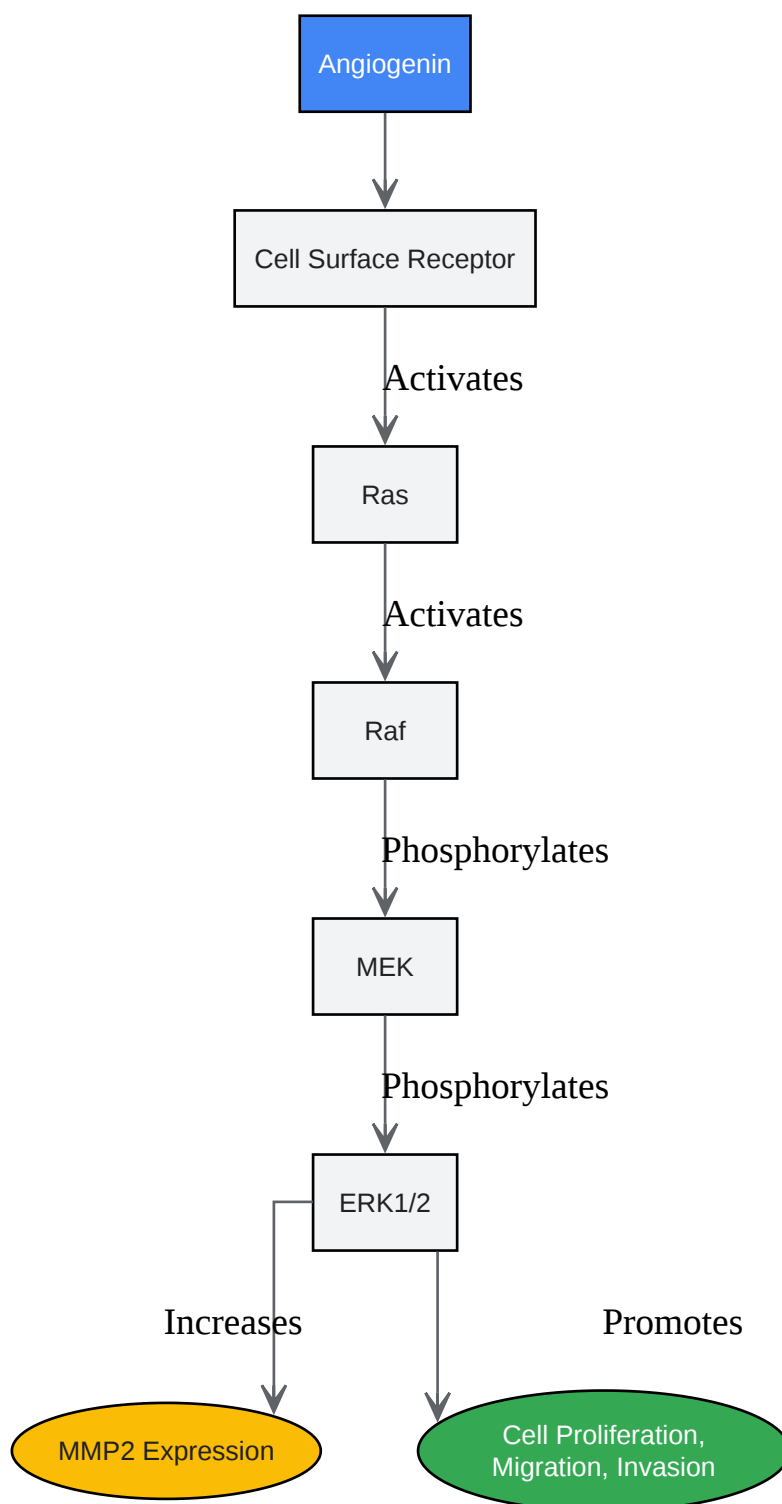 Angiogenin
Cell Surface Receptor
Activates
Ras
Activates
Raf
Phosphorylates
MEK
Phosphorylates
ERK1/2
Increases
Promotes
MMP2 Expression
Cell Proliferation,
Migration, Invasion